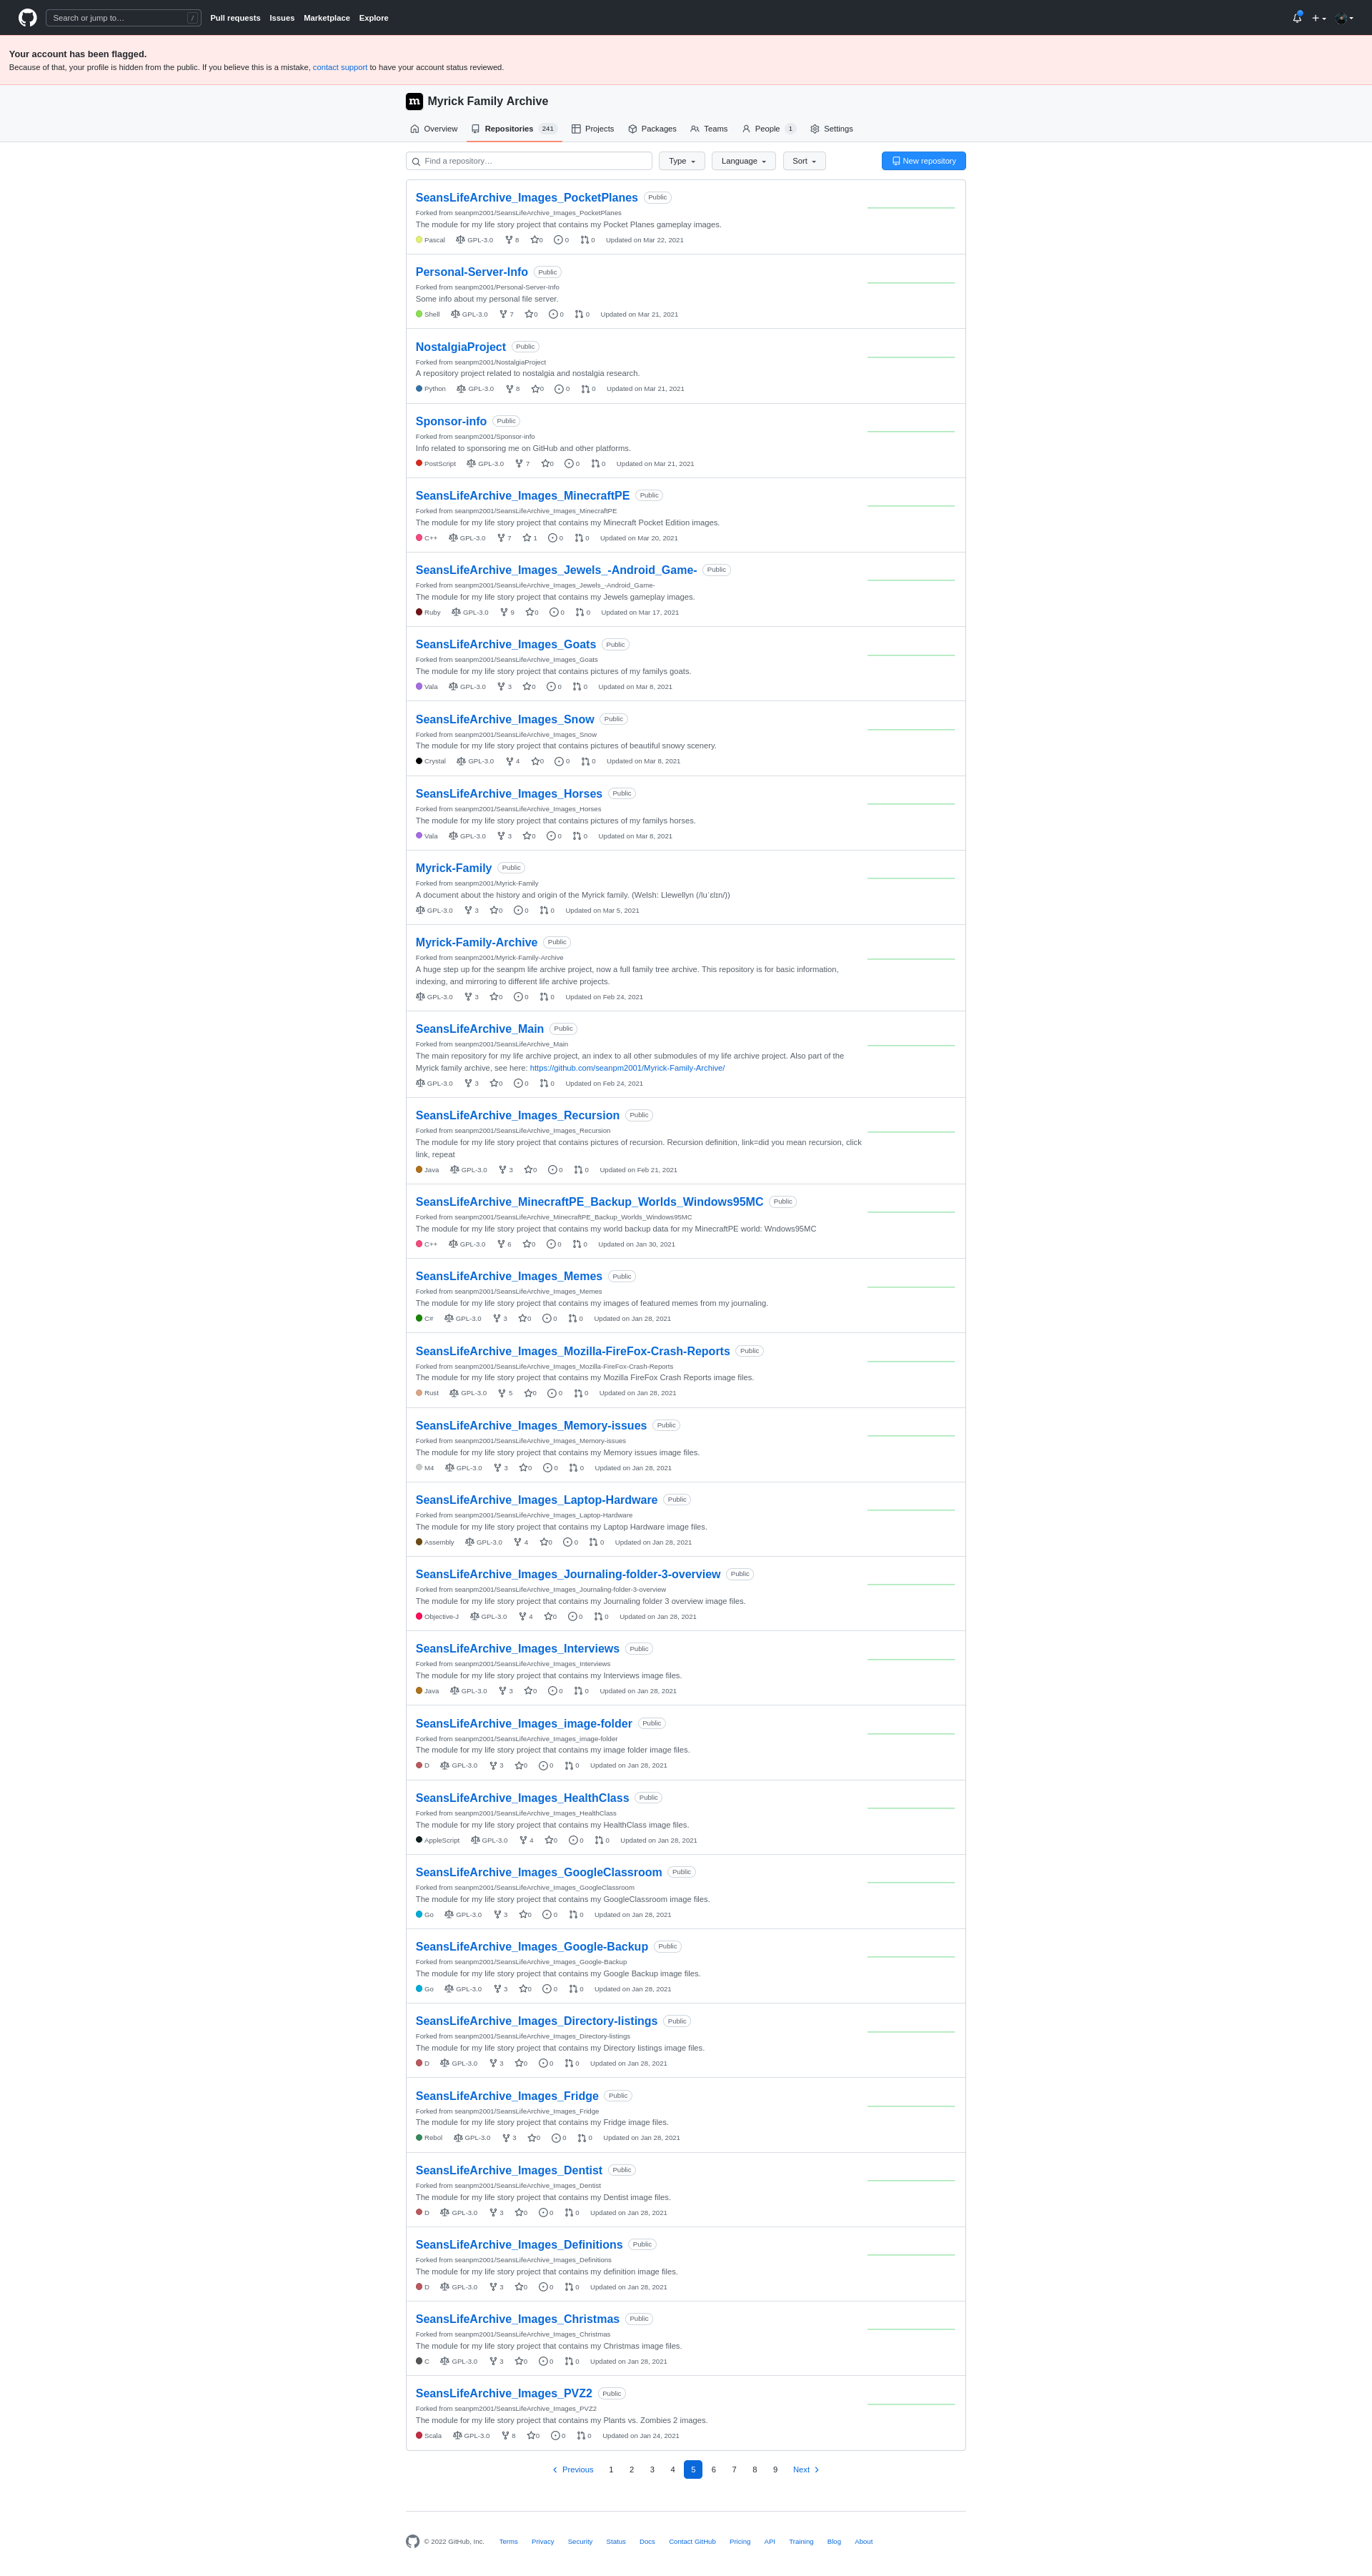 Search or jump to… /
Pull requests Issues Marketplace Explore
Your account has been flagged.
Because of that, your profile is hidden from the public. If you believe this is a mistake, contact support to have your account status reviewed.
m Myrick Family Archive
Overview Repositories 241 Projects Packages Teams People 1 Settings
Find a repository… Type Language Sort New repository
SeansLifeArchive_Images_PocketPlanes Public
Forked from seanpm2001/SeansLifeArchive_Images_PocketPlanes
The module for my life story project that contains my Pocket Planes gameplay images.
Pascal GPL-3.0 8 0 0 0 Updated on Mar 22, 2021
Personal-Server-Info Public
Forked from seanpm2001/Personal-Server-Info
Some info about my personal file server.
Shell GPL-3.0 7 0 0 0 Updated on Mar 21, 2021
NostalgiaProject Public
Forked from seanpm2001/NostalgiaProject
A repository project related to nostalgia and nostalgia research.
Python GPL-3.0 8 0 0 0 Updated on Mar 21, 2021
Sponsor-info Public
Forked from seanpm2001/Sponsor-info
Info related to sponsoring me on GitHub and other platforms.
PostScript GPL-3.0 7 0 0 0 Updated on Mar 21, 2021
SeansLifeArchive_Images_MinecraftPE Public
Forked from seanpm2001/SeansLifeArchive_Images_MinecraftPE
The module for my life story project that contains my Minecraft Pocket Edition images.
C++ GPL-3.0 7 1 0 0 Updated on Mar 20, 2021
SeansLifeArchive_Images_Jewels_-Android_Game- Public
Forked from seanpm2001/SeansLifeArchive_Images_Jewels_-Android_Game-
The module for my life story project that contains my Jewels gameplay images.
Ruby GPL-3.0 9 0 0 0 Updated on Mar 17, 2021
SeansLifeArchive_Images_Goats Public
Forked from seanpm2001/SeansLifeArchive_Images_Goats
The module for my life story project that contains pictures of my familys goats.
Vala GPL-3.0 3 0 0 0 Updated on Mar 8, 2021
SeansLifeArchive_Images_Snow Public
Forked from seanpm2001/SeansLifeArchive_Images_Snow
The module for my life story project that contains pictures of beautiful snowy scenery.
Crystal GPL-3.0 4 0 0 0 Updated on Mar 8, 2021
SeansLifeArchive_Images_Horses Public
Forked from seanpm2001/SeansLifeArchive_Images_Horses
The module for my life story project that contains pictures of my familys horses.
Vala GPL-3.0 3 0 0 0 Updated on Mar 8, 2021
Myrick-Family Public
Forked from seanpm2001/Myrick-Family
A document about the history and origin of the Myrick family. (Welsh: Llewellyn (/luˈɛlɪn/))
GPL-3.0 3 0 0 0 Updated on Mar 5, 2021
Myrick-Family-Archive Public
Forked from seanpm2001/Myrick-Family-Archive
A huge step up for the seanpm life archive project, now a full family tree archive. This repository is for basic information,
indexing, and mirroring to different life archive projects.
GPL-3.0 3 0 0 0 Updated on Feb 24, 2021
SeansLifeArchive_Main Public
Forked from seanpm2001/SeansLifeArchive_Main
The main repository for my life archive project, an index to all other submodules of my life archive project. Also part of the
Myrick family archive, see here: https://github.com/seanpm2001/Myrick-Family-Archive/
GPL-3.0 3 0 0 0 Updated on Feb 24, 2021
SeansLifeArchive_Images_Recursion Public
Forked from seanpm2001/SeansLifeArchive_Images_Recursion
The module for my life story project that contains pictures of recursion. Recursion definition, link=did you mean recursion, click
link, repeat
Java GPL-3.0 3 0 0 0 Updated on Feb 21, 2021
SeansLifeArchive_MinecraftPE_Backup_Worlds_Windows95MC Public
Forked from seanpm2001/SeansLifeArchive_MinecraftPE_Backup_Worlds_Windows95MC
The module for my life story project that contains my world backup data for my MinecraftPE world: Wndows95MC
C++ GPL-3.0 6 0 0 0 Updated on Jan 30, 2021
SeansLifeArchive_Images_Memes Public
Forked from seanpm2001/SeansLifeArchive_Images_Memes
The module for my life story project that contains my images of featured memes from my journaling.
C# GPL-3.0 3 0 0 0 Updated on Jan 28, 2021
SeansLifeArchive_Images_Mozilla-FireFox-Crash-Reports Public
Forked from seanpm2001/SeansLifeArchive_Images_Mozilla-FireFox-Crash-Reports
The module for my life story project that contains my Mozilla FireFox Crash Reports image files.
Rust GPL-3.0 5 0 0 0 Updated on Jan 28, 2021
SeansLifeArchive_Images_Memory-issues Public
Forked from seanpm2001/SeansLifeArchive_Images_Memory-issues
The module for my life story project that contains my Memory issues image files.
M4 GPL-3.0 3 0 0 0 Updated on Jan 28, 2021
SeansLifeArchive_Images_Laptop-Hardware Public
Forked from seanpm2001/SeansLifeArchive_Images_Laptop-Hardware
The module for my life story project that contains my Laptop Hardware image files.
Assembly GPL-3.0 4 0 0 0 Updated on Jan 28, 2021
SeansLifeArchive_Images_Journaling-folder-3-overview Public
Forked from seanpm2001/SeansLifeArchive_Images_Journaling-folder-3-overview
The module for my life story project that contains my Journaling folder 3 overview image files.
Objective-J GPL-3.0 4 0 0 0 Updated on Jan 28, 2021
SeansLifeArchive_Images_Interviews Public
Forked from seanpm2001/SeansLifeArchive_Images_Interviews
The module for my life story project that contains my Interviews image files.
Java GPL-3.0 3 0 0 0 Updated on Jan 28, 2021
SeansLifeArchive_Images_image-folder Public
Forked from seanpm2001/SeansLifeArchive_Images_image-folder
The module for my life story project that contains my image folder image files.
D GPL-3.0 3 0 0 0 Updated on Jan 28, 2021
SeansLifeArchive_Images_HealthClass Public
Forked from seanpm2001/SeansLifeArchive_Images_HealthClass
The module for my life story project that contains my HealthClass image files.
AppleScript GPL-3.0 4 0 0 0 Updated on Jan 28, 2021
SeansLifeArchive_Images_GoogleClassroom Public
Forked from seanpm2001/SeansLifeArchive_Images_GoogleClassroom
The module for my life story project that contains my GoogleClassroom image files.
Go GPL-3.0 3 0 0 0 Updated on Jan 28, 2021
SeansLifeArchive_Images_Google-Backup Public
Forked from seanpm2001/SeansLifeArchive_Images_Google-Backup
The module for my life story project that contains my Google Backup image files.
Go GPL-3.0 3 0 0 0 Updated on Jan 28, 2021
SeansLifeArchive_Images_Directory-listings Public
Forked from seanpm2001/SeansLifeArchive_Images_Directory-listings
The module for my life story project that contains my Directory listings image files.
D GPL-3.0 3 0 0 0 Updated on Jan 28, 2021
SeansLifeArchive_Images_Fridge Public
Forked from seanpm2001/SeansLifeArchive_Images_Fridge
The module for my life story project that contains my Fridge image files.
Rebol GPL-3.0 3 0 0 0 Updated on Jan 28, 2021
SeansLifeArchive_Images_Dentist Public
Forked from seanpm2001/SeansLifeArchive_Images_Dentist
The module for my life story project that contains my Dentist image files.
D GPL-3.0 3 0 0 0 Updated on Jan 28, 2021
SeansLifeArchive_Images_Definitions Public
Forked from seanpm2001/SeansLifeArchive_Images_Definitions
The module for my life story project that contains my definition image files.
D GPL-3.0 3 0 0 0 Updated on Jan 28, 2021
SeansLifeArchive_Images_Christmas Public
Forked from seanpm2001/SeansLifeArchive_Images_Christmas
The module for my life story project that contains my Christmas image files.
C GPL-3.0 3 0 0 0 Updated on Jan 28, 2021
SeansLifeArchive_Images_PVZ2 Public
Forked from seanpm2001/SeansLifeArchive_Images_PVZ2
The module for my life story project that contains my Plants vs. Zombies 2 images.
Scala GPL-3.0 8 0 0 0 Updated on Jan 24, 2021
Previous 1 2 3 4 5 6 7 8 9 Next
© 2022 GitHub, Inc. Terms Privacy Security Status Docs Contact GitHub Pricing API Training Blog About